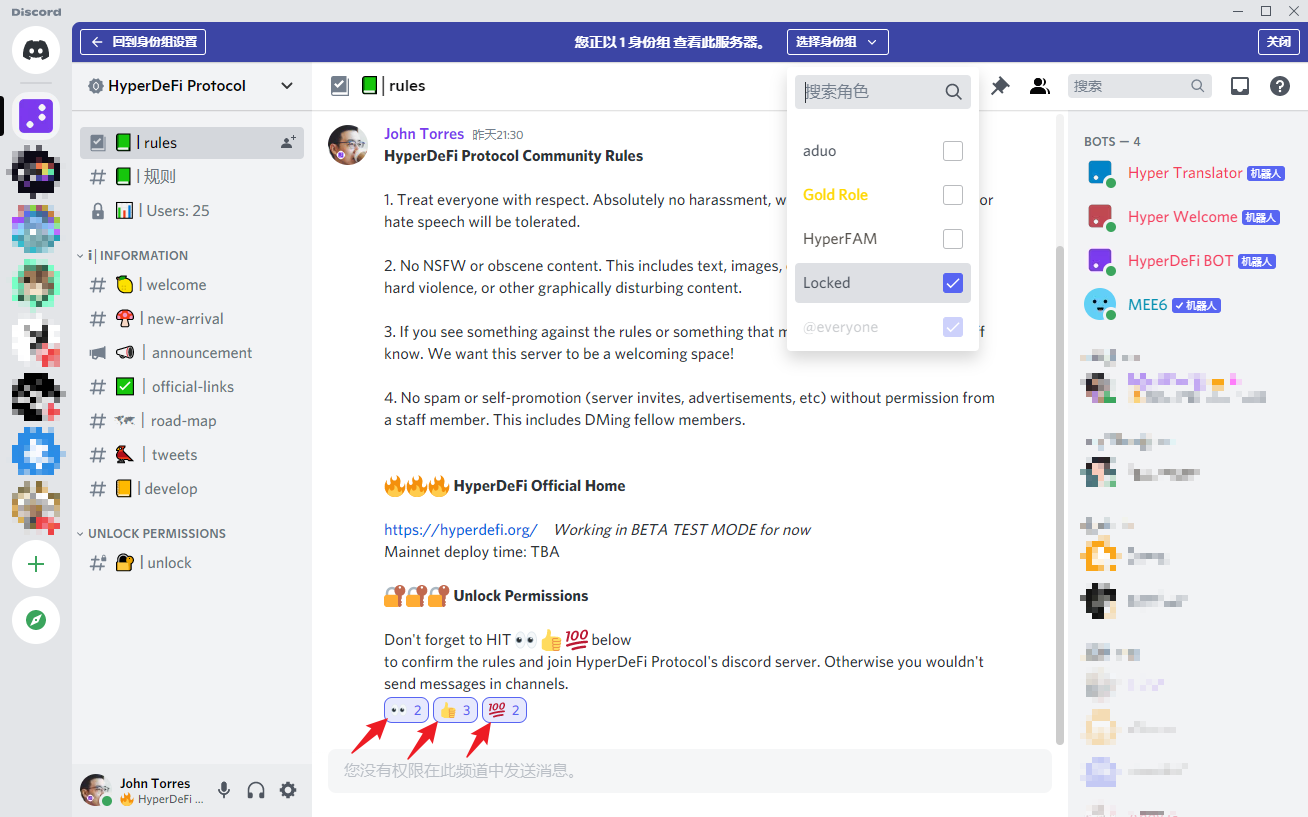 Discord
回到身份组设置
您正以 1 身份组 查看此服务器。
选择身份组
关闭
HyperDeFi Protocol
| rules
搜索
| rules
| 规则
| Users: 25
i | INFORMATION
| welcome
| new-arrival
| announcement
| official-links
| road-map
| tweets
| develop
UNLOCK PERMISSIONS
| unlock
John Torres
HyperDeFi ...
John Torres 昨天21:30
HyperDeFi Protocol Community Rules
1. Treat everyone with respect. Absolutely no harassment, w
or
hate speech will be tolerated.
2. No NSFW or obscene content. This includes text, images,
hard violence, or other graphically disturbing content.
3. If you see something against the rules or something that m
know. We want this server to be a welcoming space!
4. No spam or self-promotion (server invites, advertisements, etc) without permission from
a staff member. This includes DMing fellow members.
🔥🔥🔥 HyperDeFi Official Home
https://hyperdefi.org/ Working in BETA TEST MODE for now
Mainnet deploy time: TBA
🔐🔐🔐 Unlock Permissions
Don't forget to HIT 👀👍💯 below
to confirm the rules and join HyperDeFi Protocol's discord server. Otherwise you wouldn't
send messages in channels.
👀 2 👍 3 💯 2
您没有权限在此频道中发送消息。
搜索角色
aduo
Gold Role
HyperFAM
Locked
@everyone
BOTS — 4
Hyper Translator 机器人
Hyper Welcome 机器人
HyperDeFi BOT 机器人
MEE6 ✓机器人